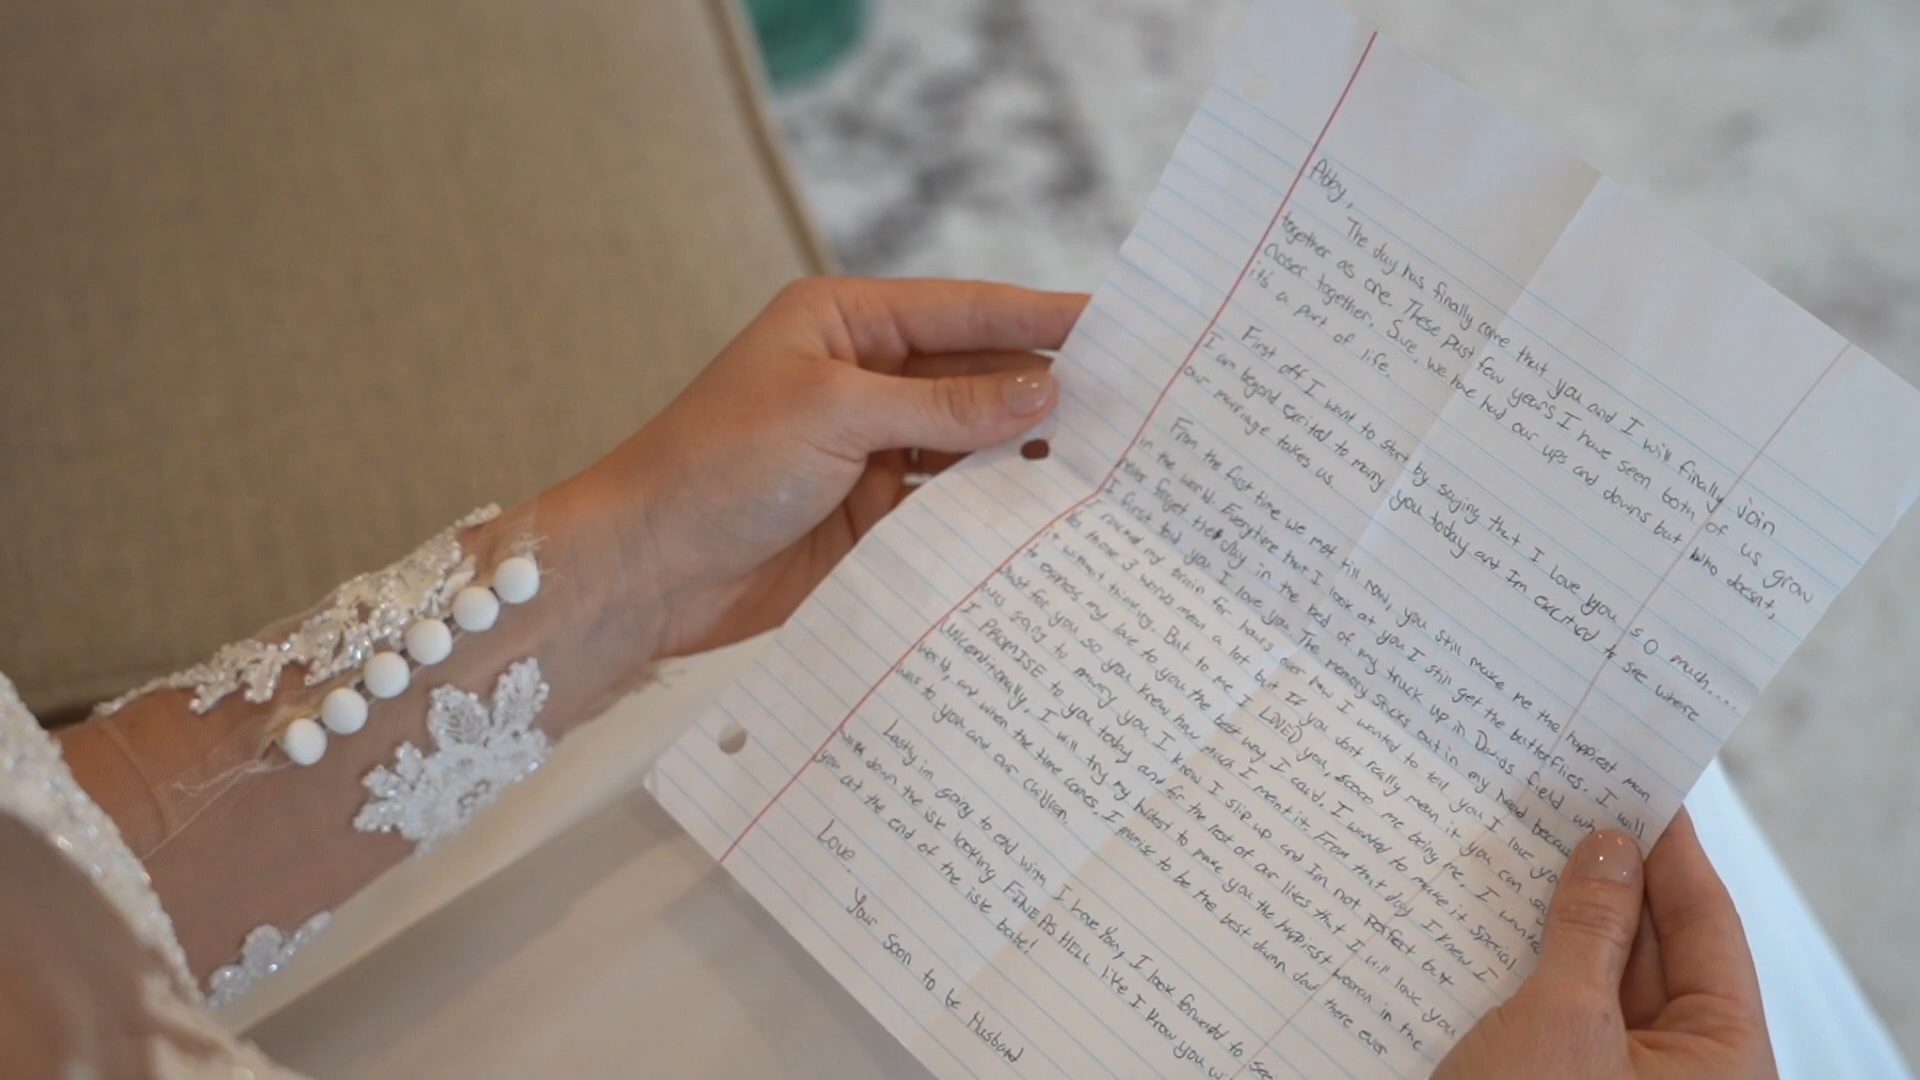 Abby,
The day has finally come that you and I will finally join
together as one. These past few years I have seen both of us grow
closer together. Sure, we have had our ups and downs but who doesn't,
it's a part of life.
First off I want to start by saying that I love you sO much....
I am beyond excited to marry you today and Im excited to see where
our marriage takes us.
From the first time we met till now, you still make me the happiest man
in the world. Everytime that I look at you I still get the butterflies. I will
never forget that day in the bed of my truck up in Davids field
I first told you I love you. The memory sticks out in my head
I racked my brain for hours over how I wanted to tell you I love
those 3 words mean a lot but if you dont really mean it you can say
it without thinking. But to me I LOVED you, soooo me being me, I
to express my love to you the best way I could. I wanted to make it special
Just for you so you knew how much I meant it. From that day I knew I
was going to marry you. I know I slip up and Im not perfect but
I PROMISE to you today and for the rest of our lives that I will love you
unconditionally. I will try my hardest to make you the happiest woman in the
world, and when the time comes, I promise to be the best damn dad there ever
was to you and our children.
Lastly im going to end with I love You, I look forward to
walk down the isle looking FINE AS HELL like I know you
you at the end of the isle babe!
Love,
Your Soon to be Husband